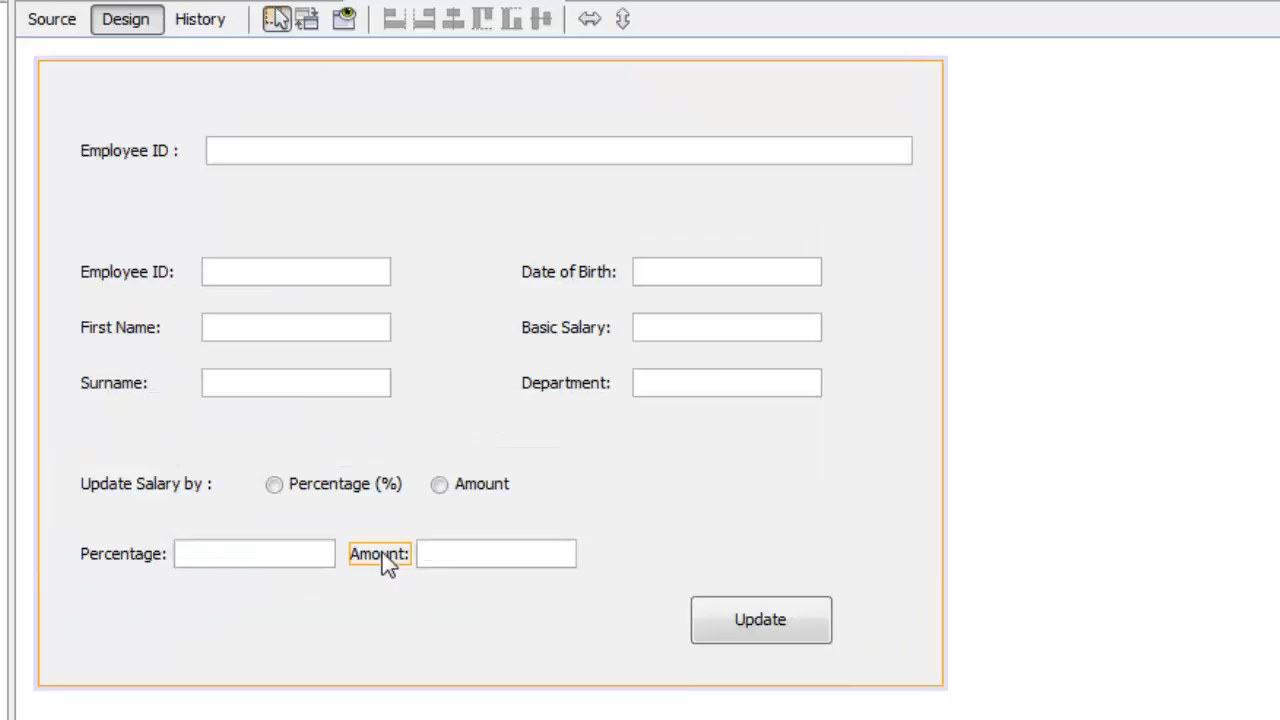 Source Design History
Employee ID :
Employee ID: Date of Birth:
First Name: Basic Salary:
Surname: Department:
Update Salary by : Percentage (%) Amount
Percentage: Amount:
Update